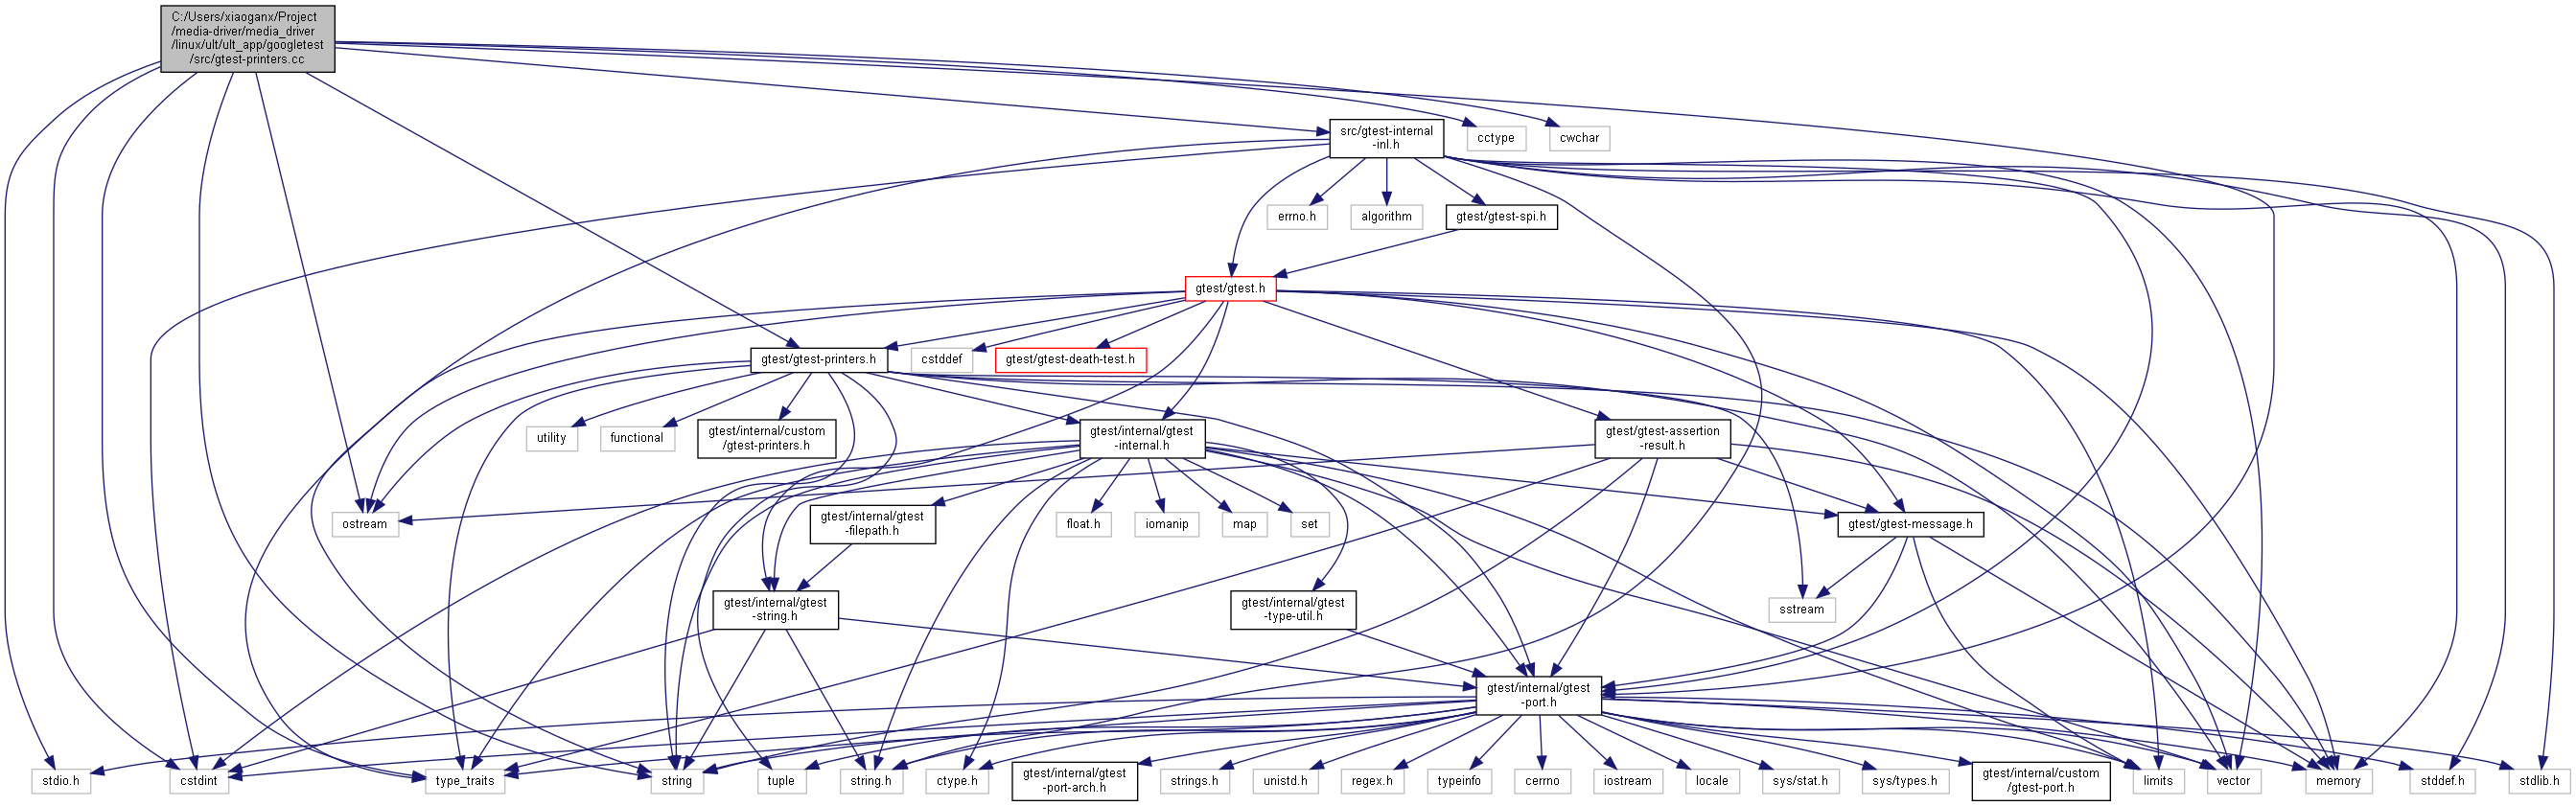 C:/Users/xiaoganx/Project
/media-driver/media_driver
/linux/ult/ult_app/googletest
/src/gtest-printers.cc
src/gtest-internal
-inl.h
cctype
cwchar
errno.h
algorithm
gtest/gtest-spi.h
gtest/gtest.h
gtest/gtest-printers.h
cstddef
gtest/gtest-death-test.h
utility
functional
gtest/internal/custom
/gtest-printers.h
gtest/internal/gtest
-internal.h
gtest/gtest-assertion
-result.h
ostream
gtest/internal/gtest
-filepath.h
float.h
iomanip
map
set
gtest/gtest-message.h
gtest/internal/gtest
-string.h
gtest/internal/gtest
-type-util.h
sstream
gtest/internal/gtest
-port.h
stdio.h
cstdint
type_traits
string
tuple
string.h
ctype.h
gtest/internal/gtest
-port-arch.h
strings.h
unistd.h
regex.h
typeinfo
cerrno
iostream
locale
sys/stat.h
sys/types.h
gtest/internal/custom
/gtest-port.h
limits
vector
memory
stddef.h
stdlib.h